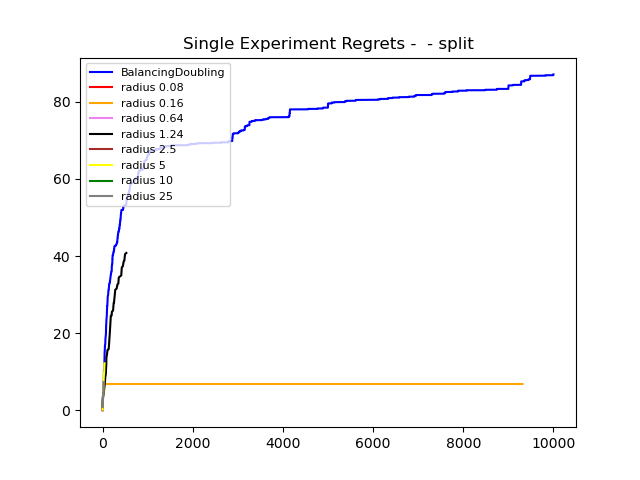 Single Experiment Regrets -  - split
BalancingDoubling
radius 0.08
radius 0.16
radius 0.64
radius 1.24
radius 2.5
radius 5
radius 10
radius 25
80
60
40
20
0
0 2000 4000 6000 8000 10000